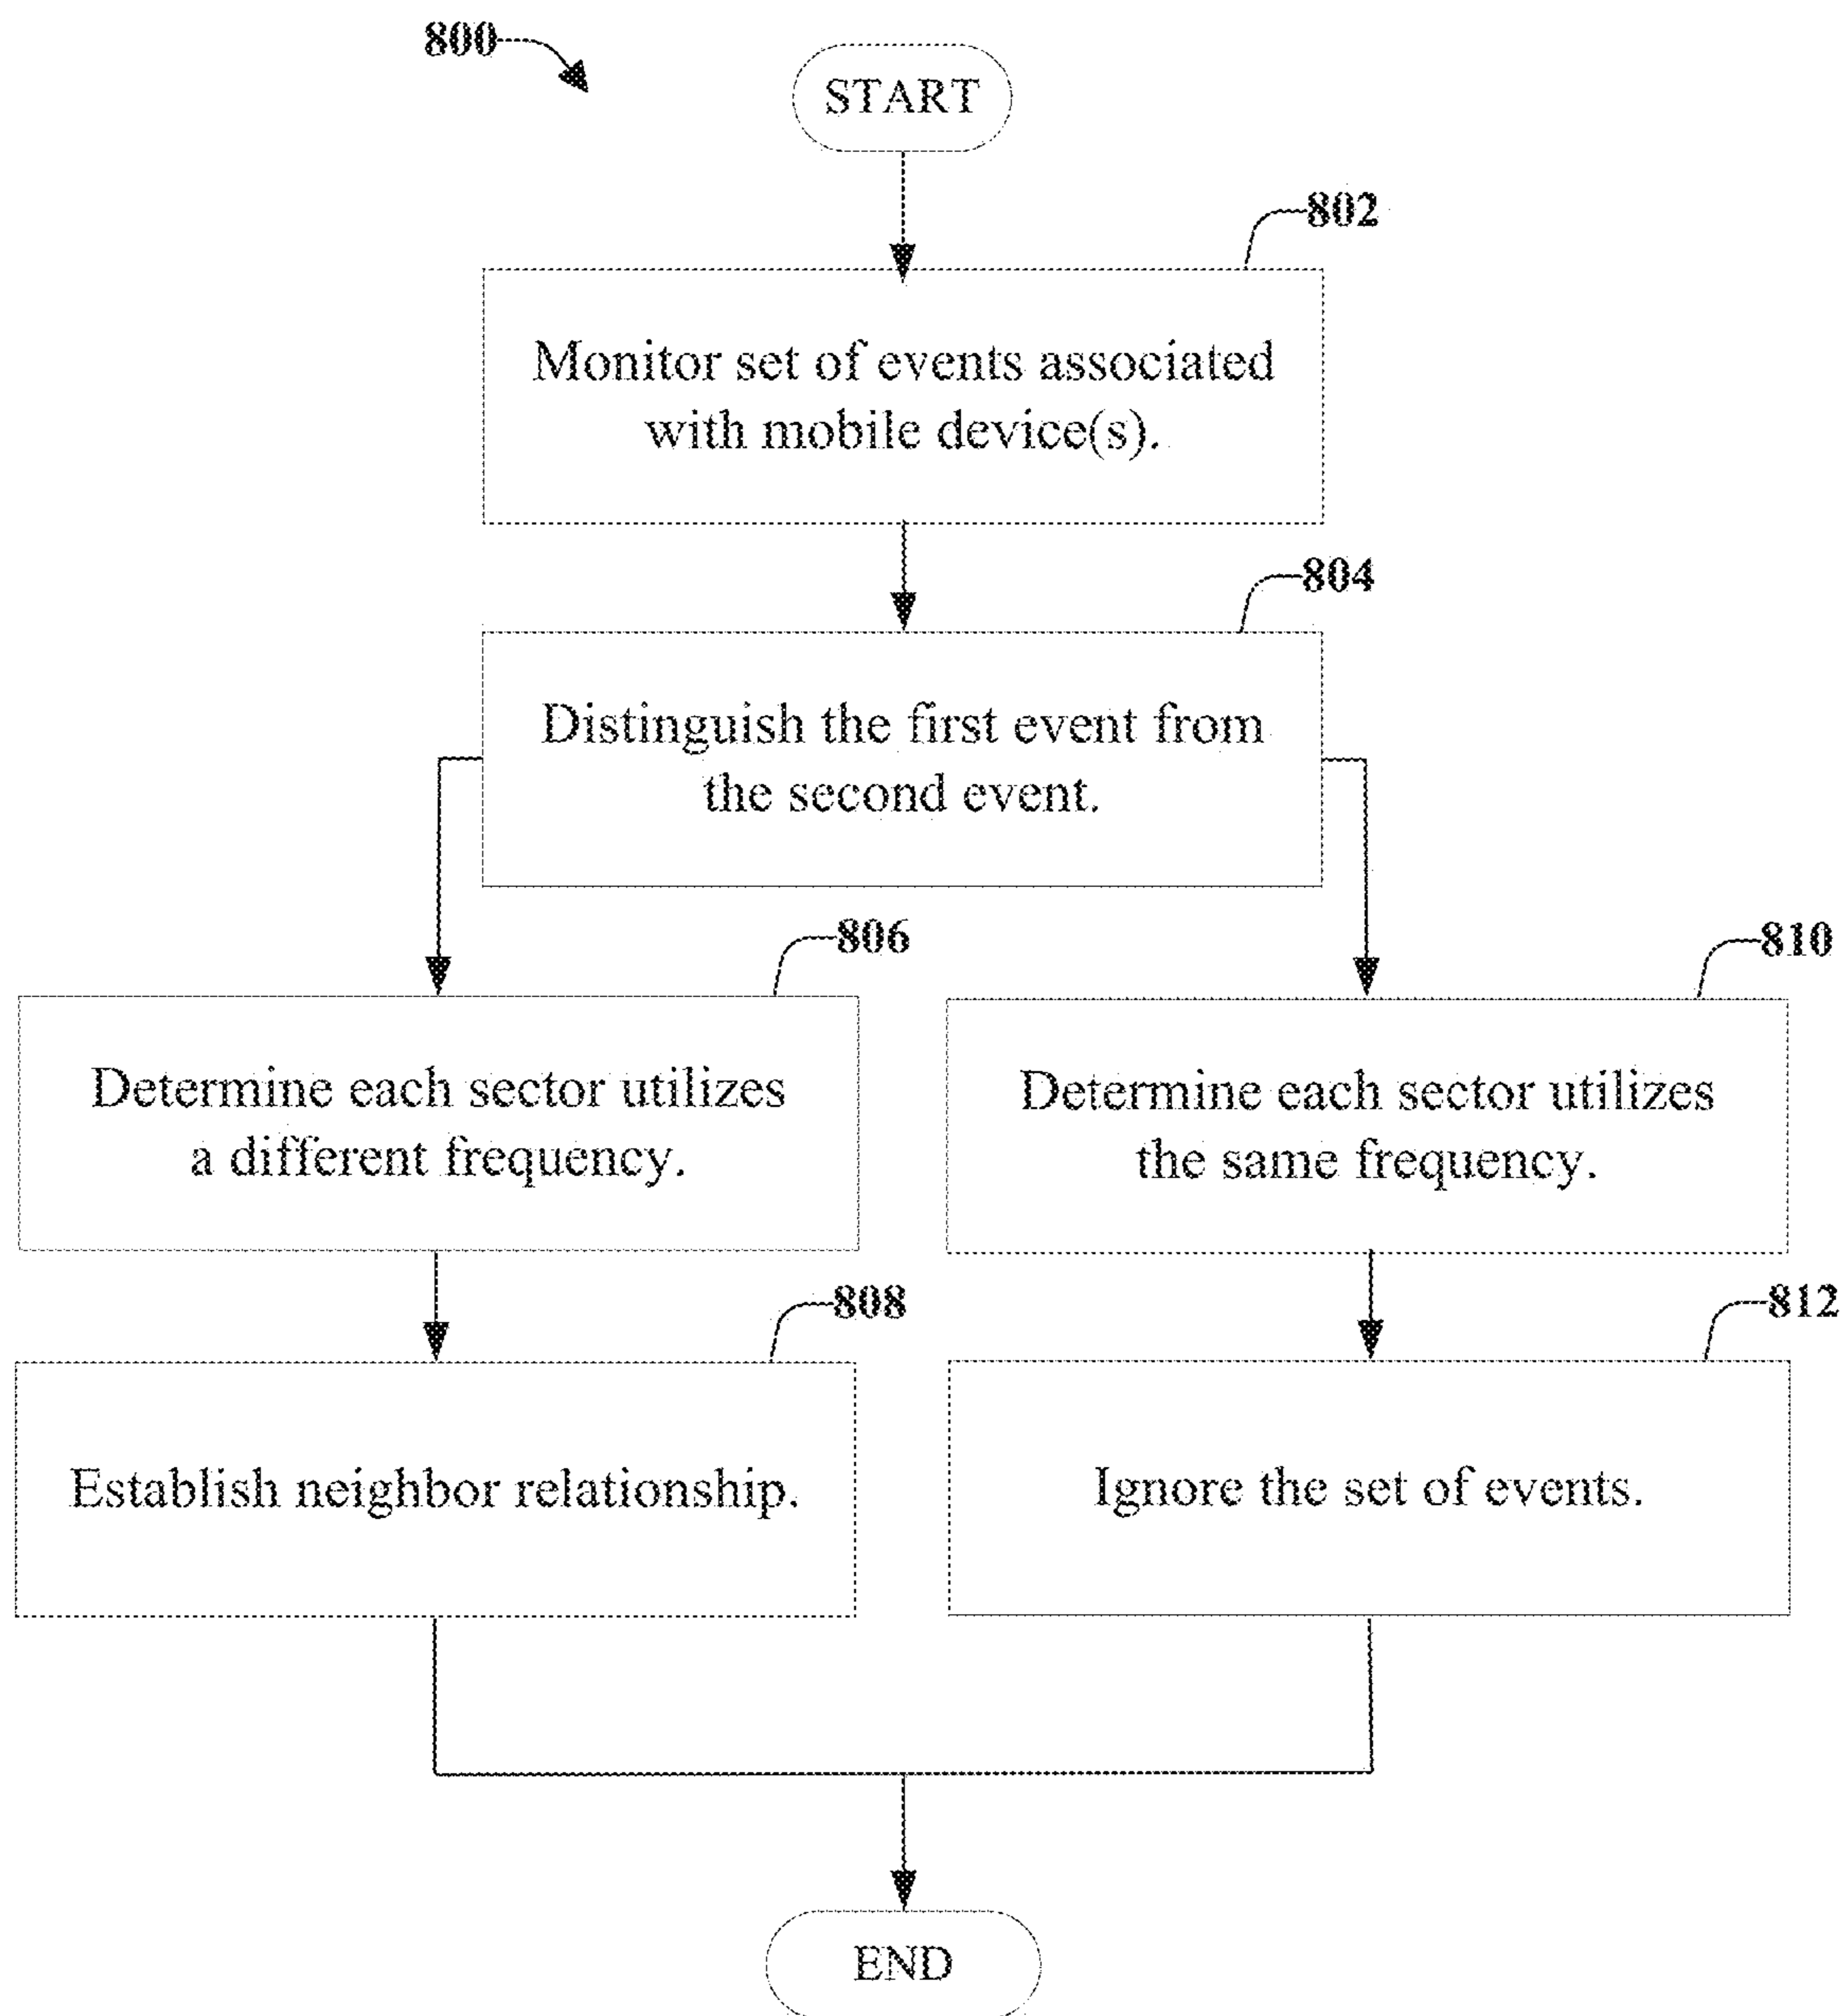 800
START
802
Monitor set of events associated
with mobile device(s).
804
Distinguish the first event from
the second event.
806
810
Determine each sector utilizes
a different frequency.
Determine each sector utilizes
the same frequency.
808
812
Establish neighbor relationship.
Ignore the set of events.
END